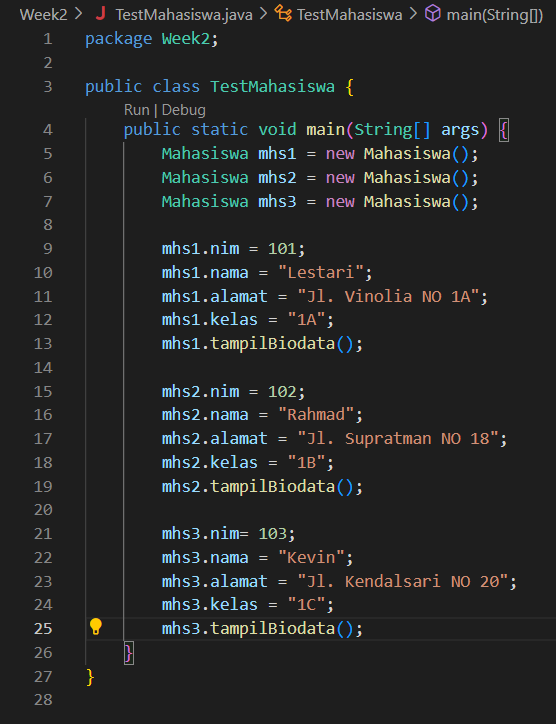 Week2 > J TestMahasiswa.java > TestMahasiswa > main(String[])
1 package Week2;
2
3 public class TestMahasiswa {
Run | Debug
4 public static void main(String[] args) {
5 Mahasiswa mhs1 = new Mahasiswa();
6 Mahasiswa mhs2 = new Mahasiswa();
7 Mahasiswa mhs3 = new Mahasiswa();
8
9 mhs1.nim = 101;
10 mhs1.nama = "Lestari";
11 mhs1.alamat = "Jl. Vinolia NO 1A";
12 mhs1.kelas = "1A";
13 mhs1.tampilBiodata();
14
15 mhs2.nim = 102;
16 mhs2.nama = "Rahmad";
17 mhs2.alamat = "Jl. Supratman NO 18";
18 mhs2.kelas = "1B";
19 mhs2.tampilBiodata();
20
21 mhs3.nim= 103;
22 mhs3.nama = "Kevin";
23 mhs3.alamat = "Jl. Kendalsari NO 20";
24 mhs3.kelas = "1C";
25 mhs3.tampilBiodata();
26 }
27 }
28